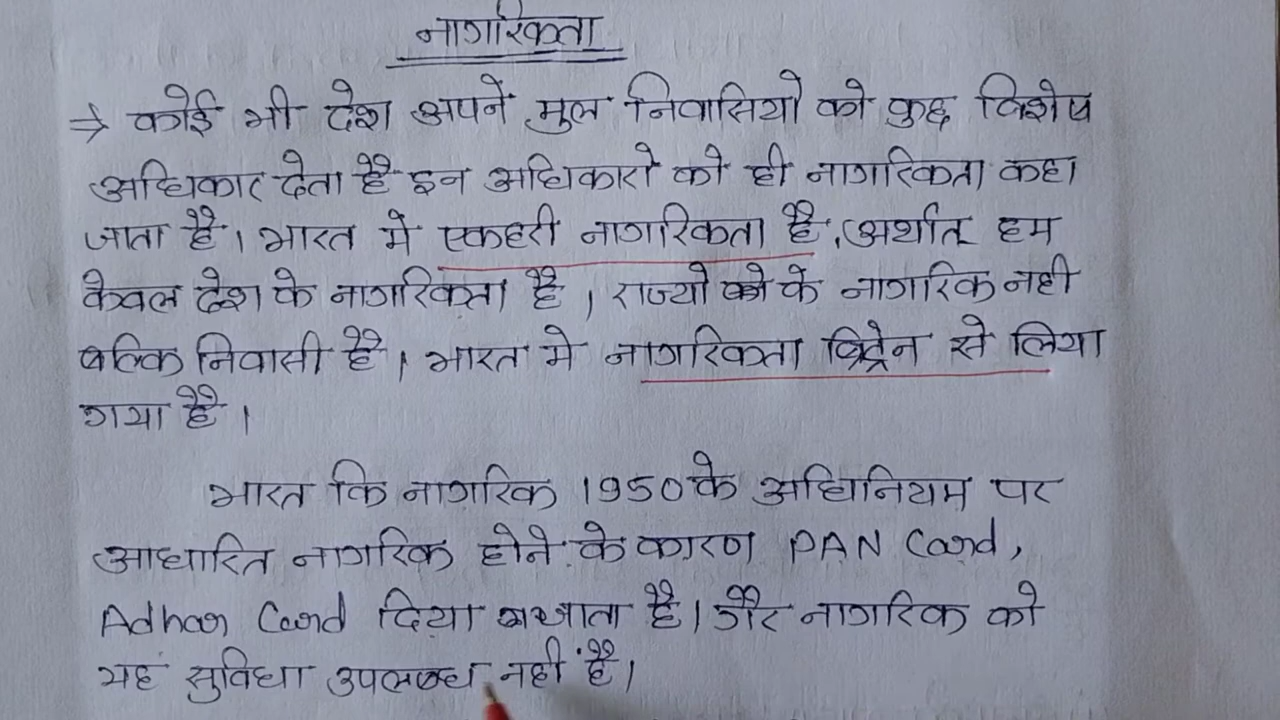 नागरिकता
⇒ कोई भी देश अपने मुल निवासियो को कुछ विशेष
अधिकार देता है इन अधिकारो को ही नागरिकता कहा
जाता है। भारत मे एकहरी नागरिकता है, अर्थात् हम
केवल देश के नागरिकता है, राज्यो के नागरिक नही
बल्कि निवासी है। भारत मे नागरिकता ब्रिट्रेन से लिया
गया है।
भारत कि नागरिक 1950 के अधिनियम पर
आधारित नागरिक होने के कारण PAN Card,
Adhar Card दिया जाता है। गैर नागरिक को
यह सुविधा उपलब्ध नही है।